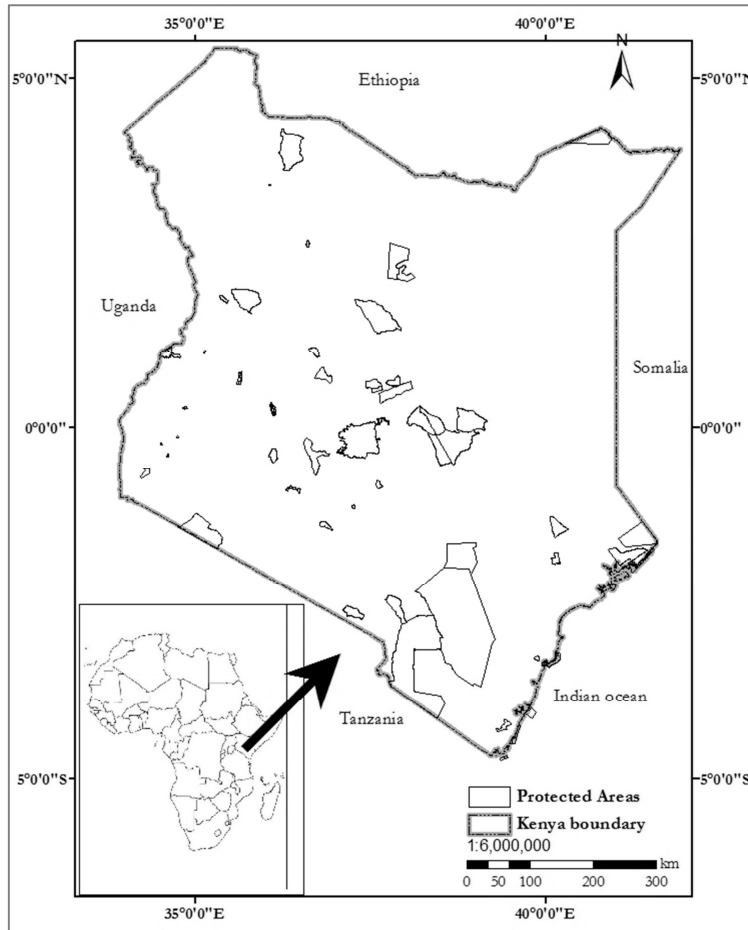 35°0'0"E 40°0'0"E
N
5°0'0"N 5°0'0"N
Ethiopia
Uganda
Somalia
0°0'0" 0°0'0"
Indian ocean
Tanzania
5°0'0"S 5°0'0"S
Protected Areas
Kenya boundary
1:6,000,000
km
0 50 100 200 300
35°0'0"E 40°0'0"E